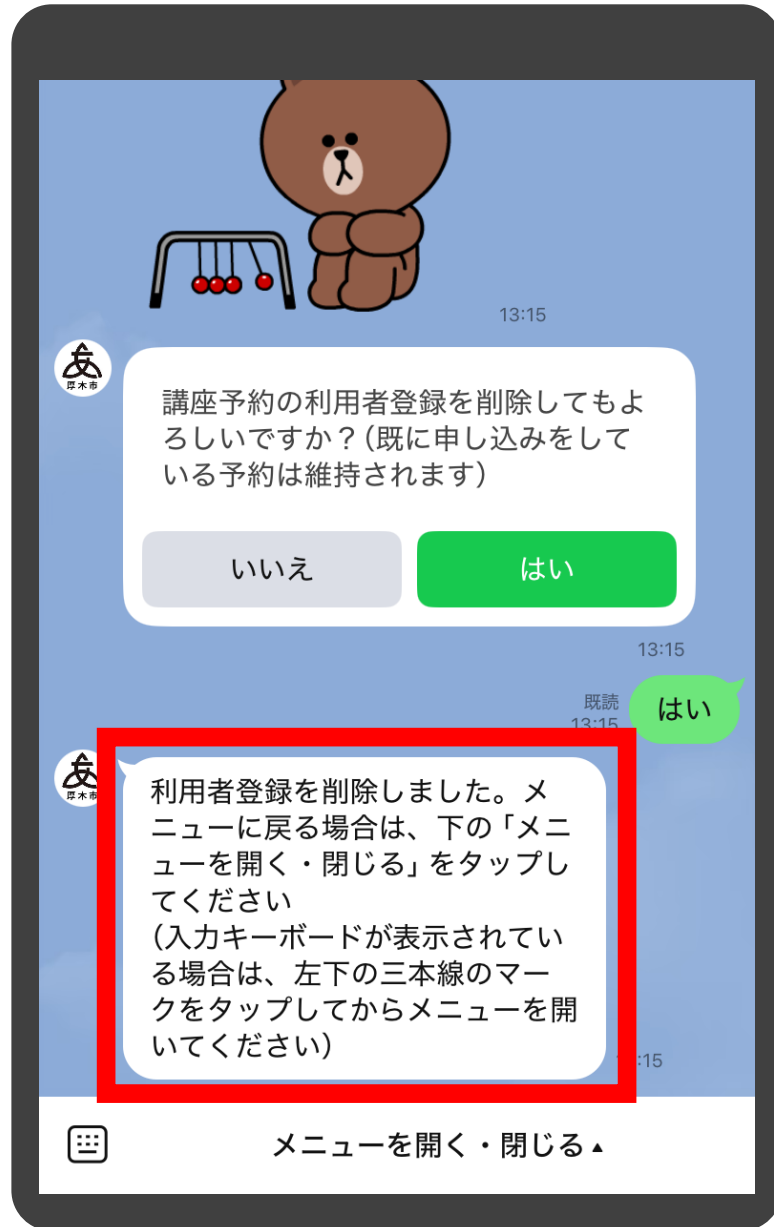 13:15
厚木市
講座予約の利用者登録を削除してもよ
ろしいですか？(既に申し込みをして
いる予約は維持されます)
いいえ
はい
13:15
既読
13:15
はい
厚木市
利用者登録を削除しました。メ
ニューに戻る場合は、下の「メニ
ューを開く・閉じる」をタップし
てください
(入力キーボードが表示されてい
る場合は、左下の三本線のマー
クをタップしてからメニューを開
いてください)
:15
メニューを開く・閉じる▲